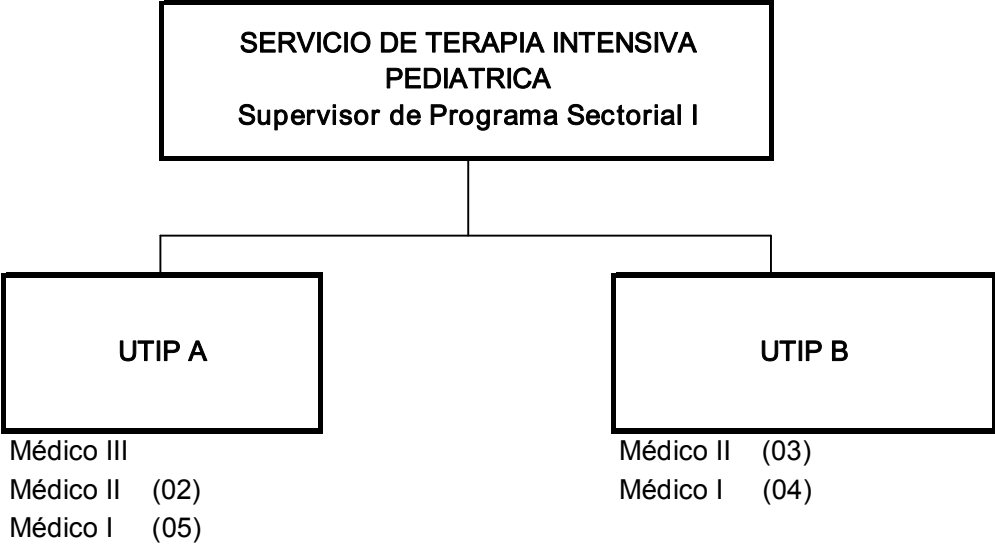 SERVICIO DE TERAPIA INTENSIVA
PEDIATRICA
Supervisor de Programa Sectorial I
UTIP A
Médico III
Médico II (02)
Médico I (05)
UTIP B
Médico II (03)
Médico I (04)